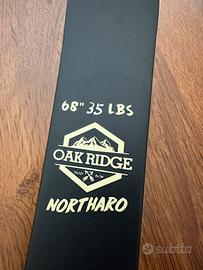 68" 35 LBS
OAK RIDGE
NORTHARO
subito